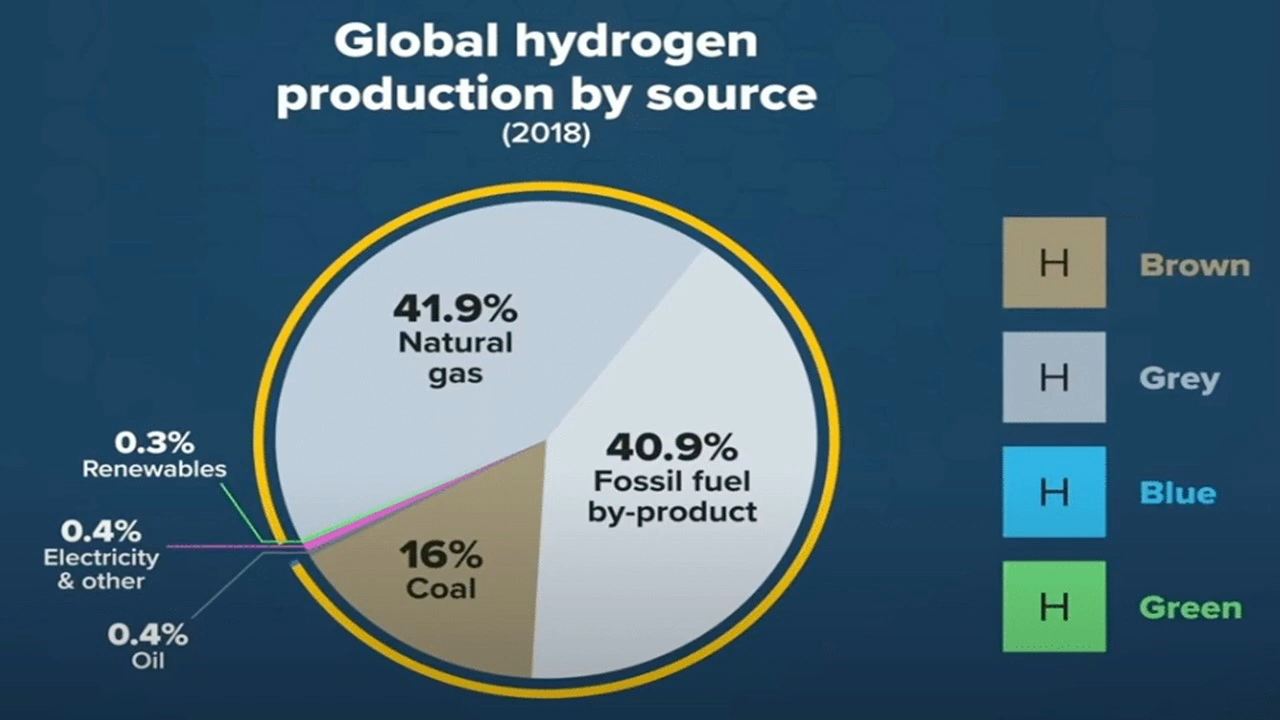 Global hydrogen
production by source
(2018)
41.9%
Natural
gas
40.9%
Fossil fuel
by-product
16%
Coal
0.3%
Renewables
0.4%
Electricity
& other
0.4%
Oil
H Brown
H Grey
H Blue
H Green